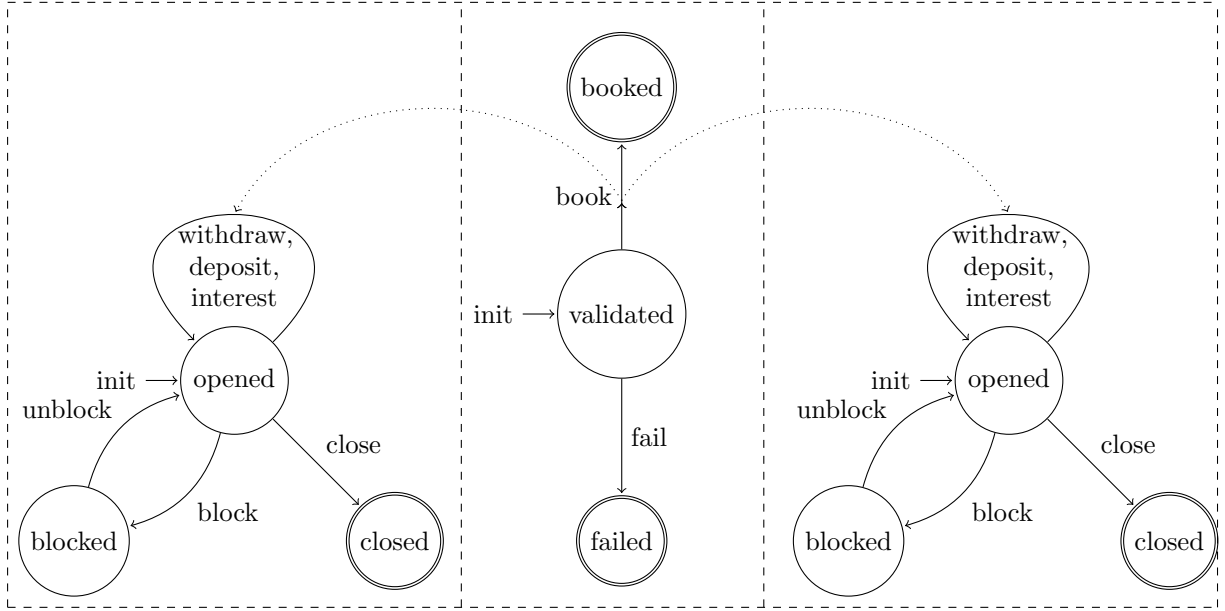 booked
book
withdraw,
deposit,
interest
init
validated
withdraw,
deposit,
interest
init
opened
unblock
init
opened
unblock
close
fail
close
block
block
blocked
closed
failed
blocked
closed